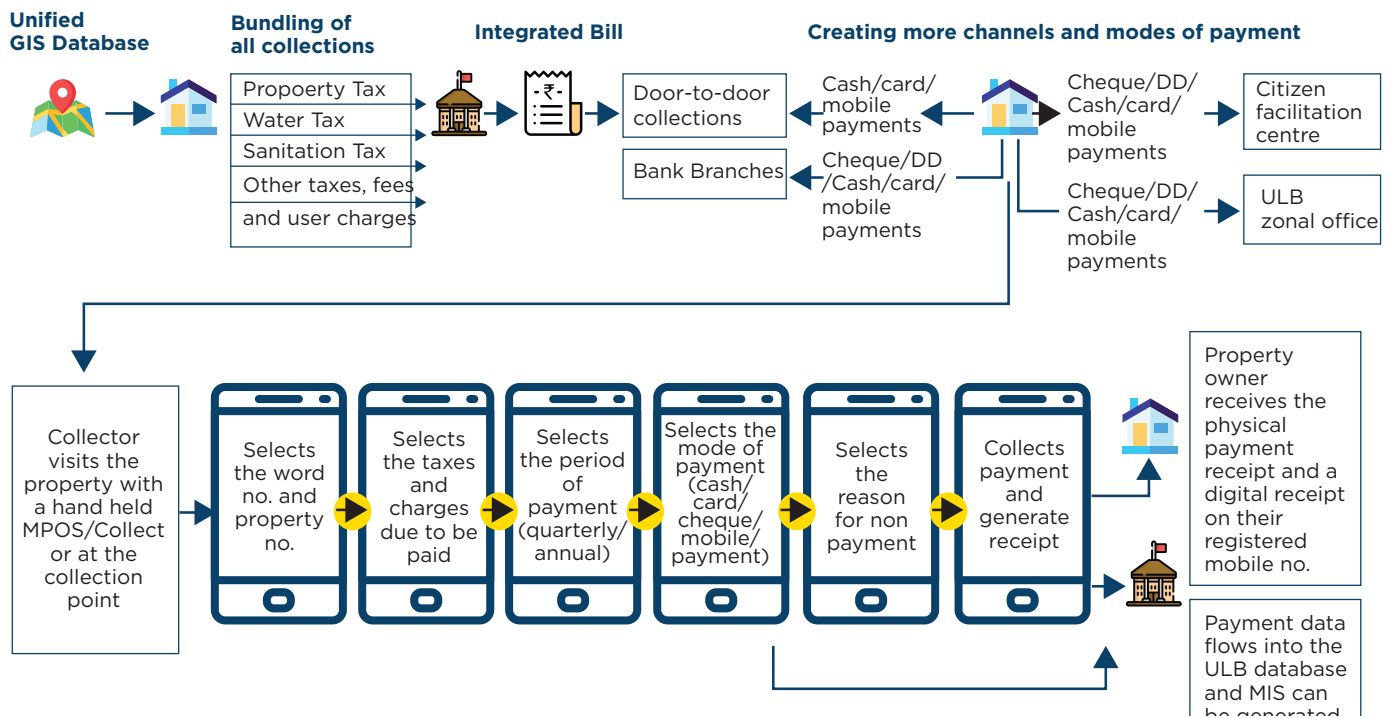 Unified
GIS Database
Bundling of
all collections
Integrated Bill
Creating more channels and modes of payment
Propoerty Tax
Water Tax
Sanitation Tax
Other taxes, fees
and user charges
₹
Door-to-door
collections
Bank Branches
Cash/card/
mobile
payments
Cheque/DD
/Cash/card/
mobile
payments
Cheque/DD/
Cash/card/
mobile
payments
Citizen
facilitation
centre
Cheque/DD/
Cash/card/
mobile
payments
ULB
zonal office
Collector
visits the
property with
a hand held
MPOS/Collect
or at the
collection
point
Selects
the word
no. and
property
no.
Selects
the taxes
and
charges
due to be
paid
Selects
the period
of
payment
(quarterly/
annual)
Selects the
mode of
payment
(cash/
card/
cheque/
mobile/
payment)
Selects
the
reason
for non
payment
Collects
payment
and
generate
receipt
Property
owner
receives the
physical
payment
receipt and a
digital receipt
on their
registered
mobile no.
Payment data
flows into the
ULB database
and MIS can
be generated